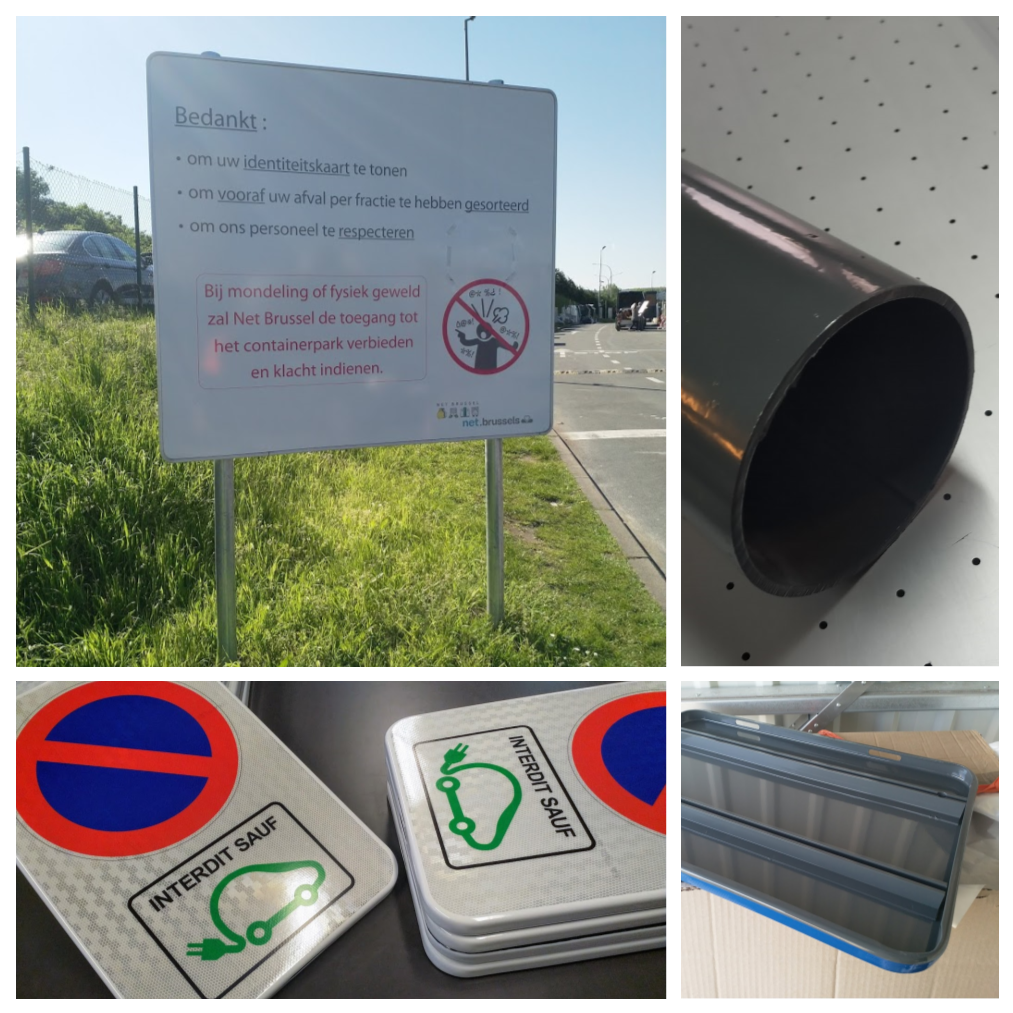 Bedankt :
• om uw identiteitskaart te tonen
• om vooraf uw afval per fractie te hebben gesorteerd
• om ons personeel te respecteren
Bij mondeling of fysiek geweld
zal Net Brussel de toegang tot
het containerpark verbieden
en klacht indienen.
NET BRUSSEL
net.brussels
INTERDIT SAUF
INTERDIT SAUF